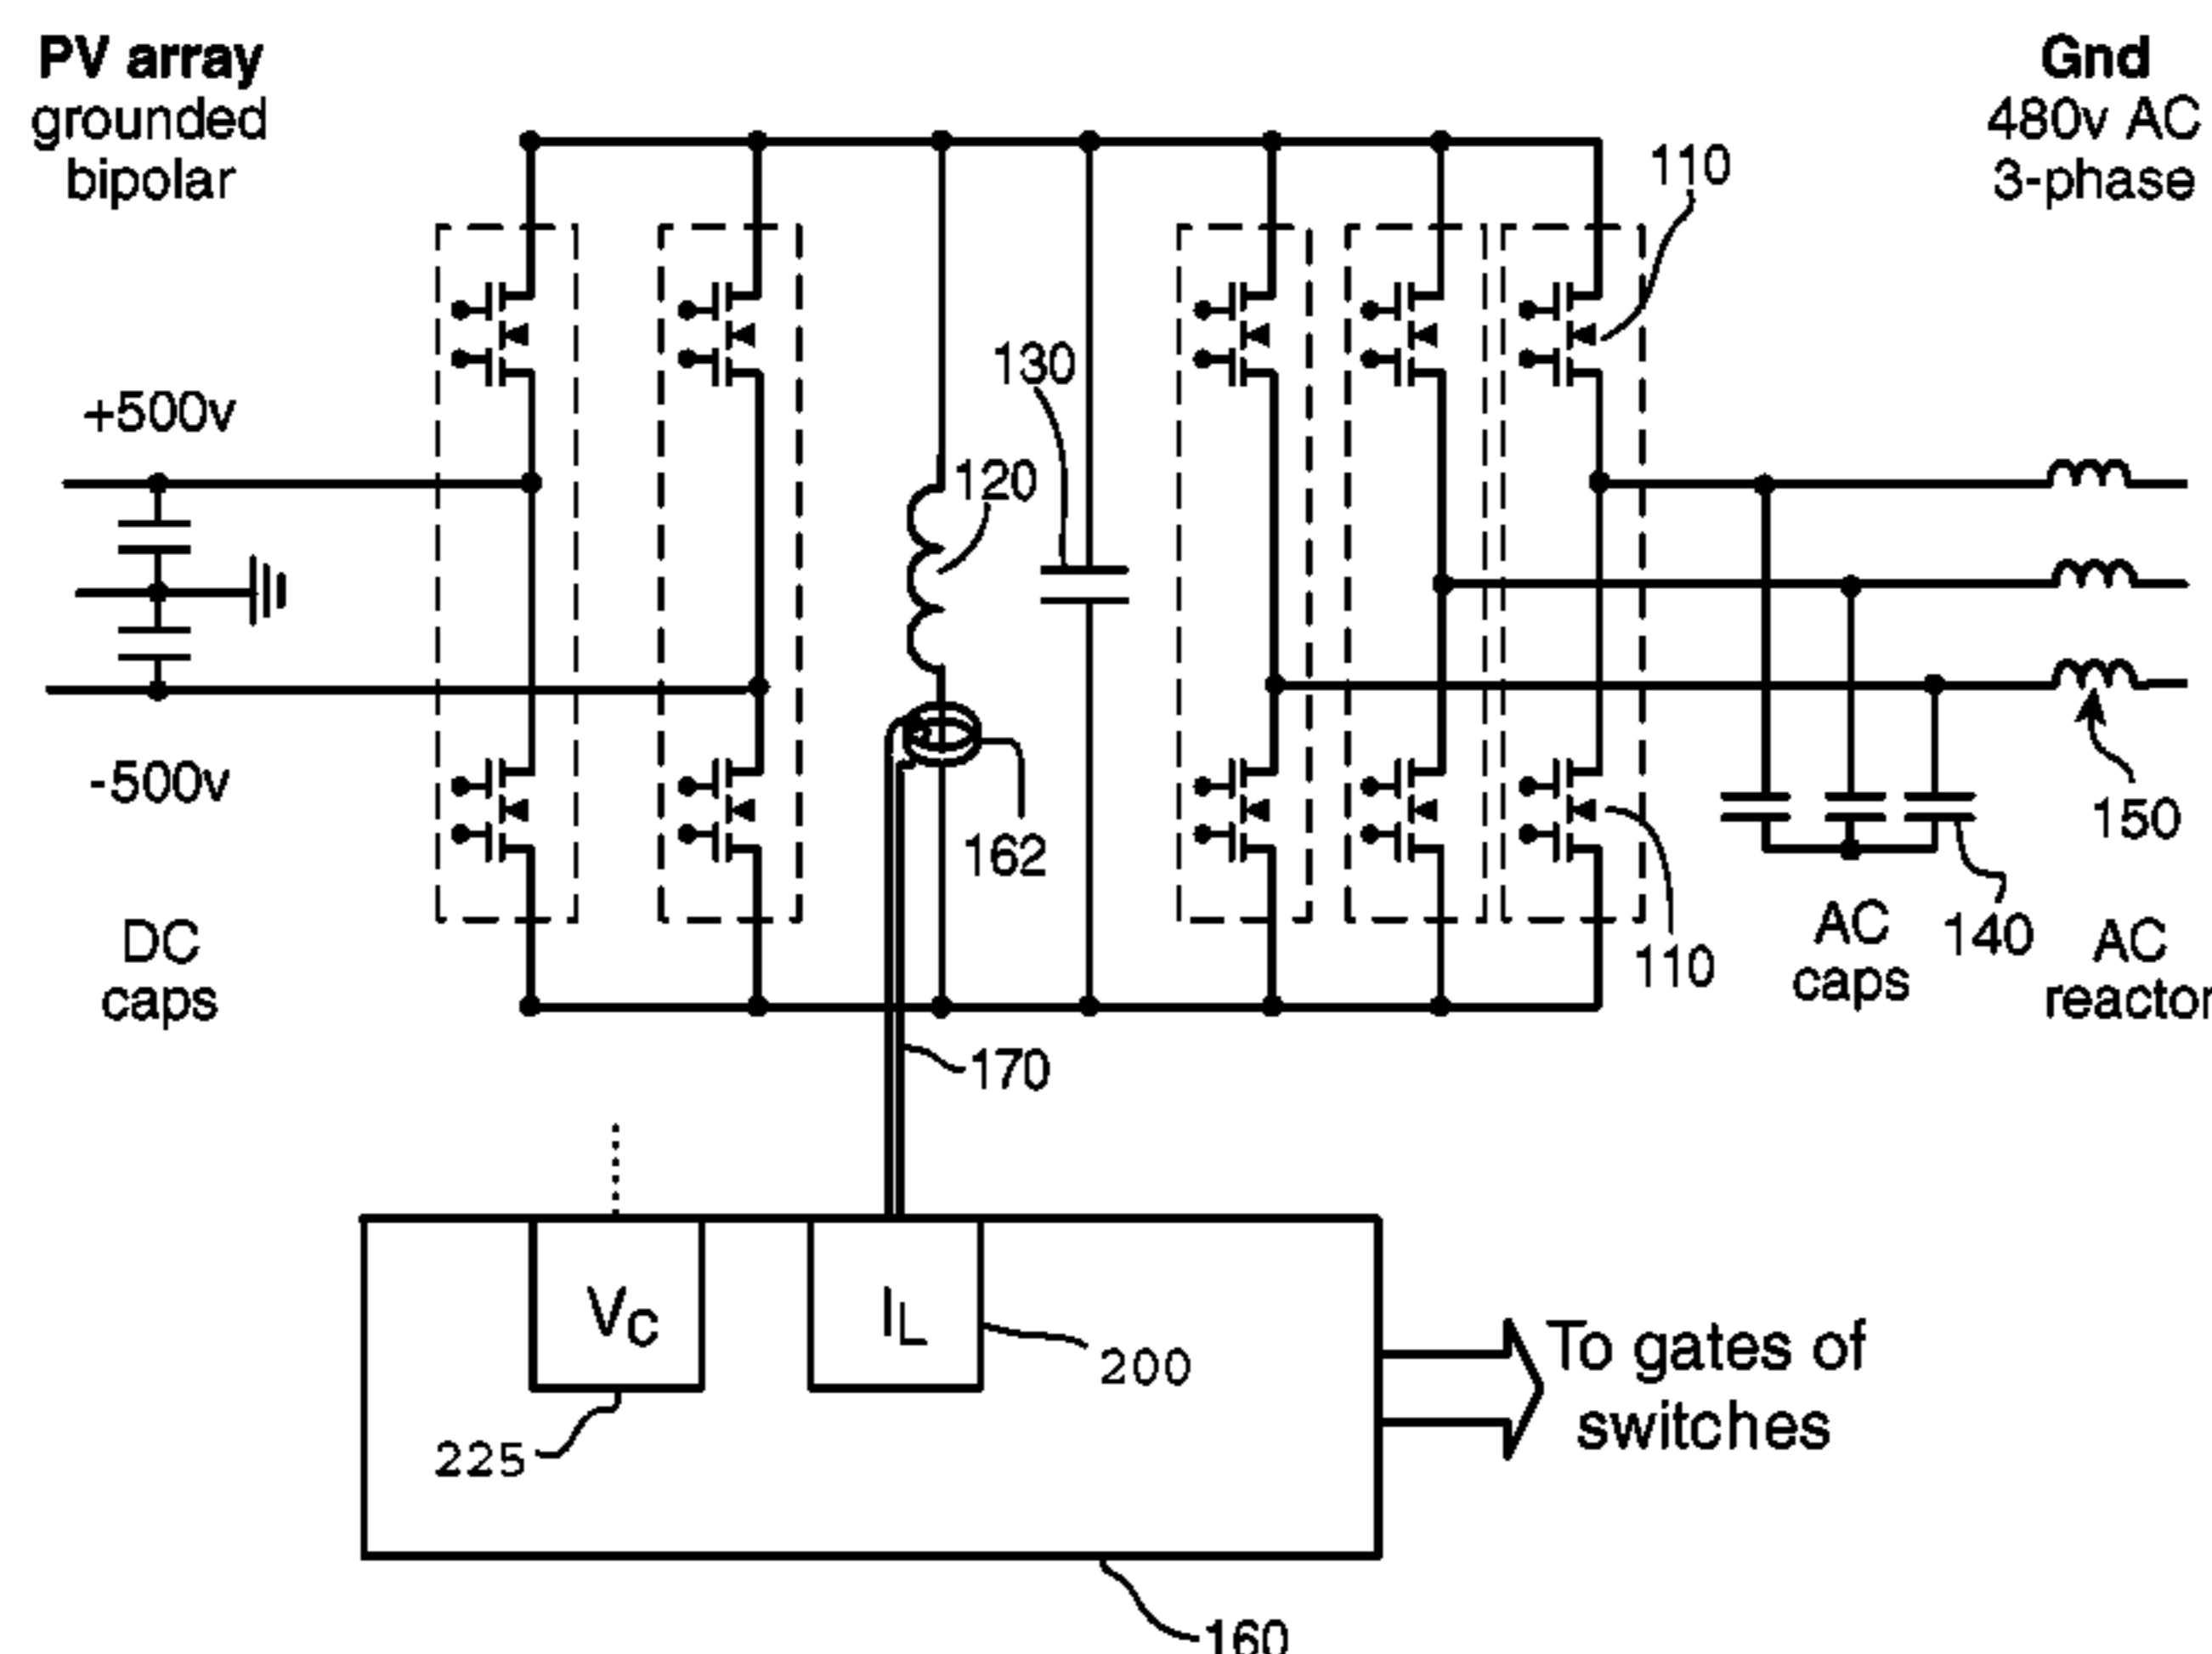 PV array
grounded
bipolar
Gnd
480v AC
3-phase
110
130
+500v
120
-500v
162
150
140
110
DC
caps
AC
caps
AC
reactor
170
VC
IL
200
225
To gates of
switches
160